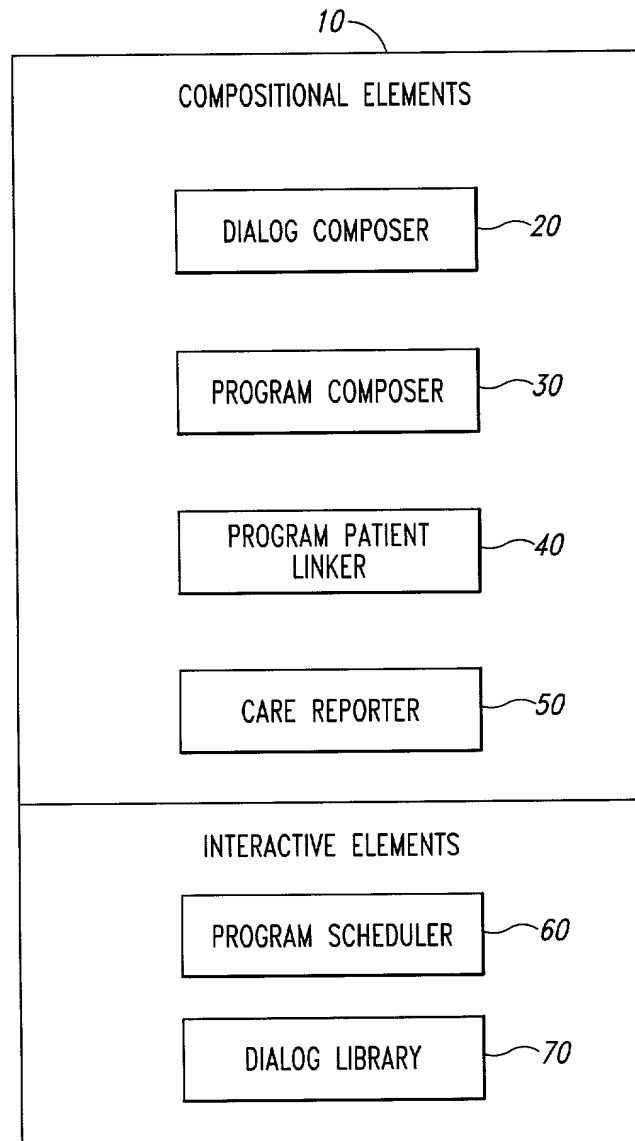 10
COMPOSITIONAL ELEMENTS
DIALOG COMPOSER
20
PROGRAM COMPOSER
30
PROGRAM PATIENT
LINKER
40
CARE REPORTER
50
INTERACTIVE ELEMENTS
PROGRAM SCHEDULER
60
DIALOG LIBRARY
70